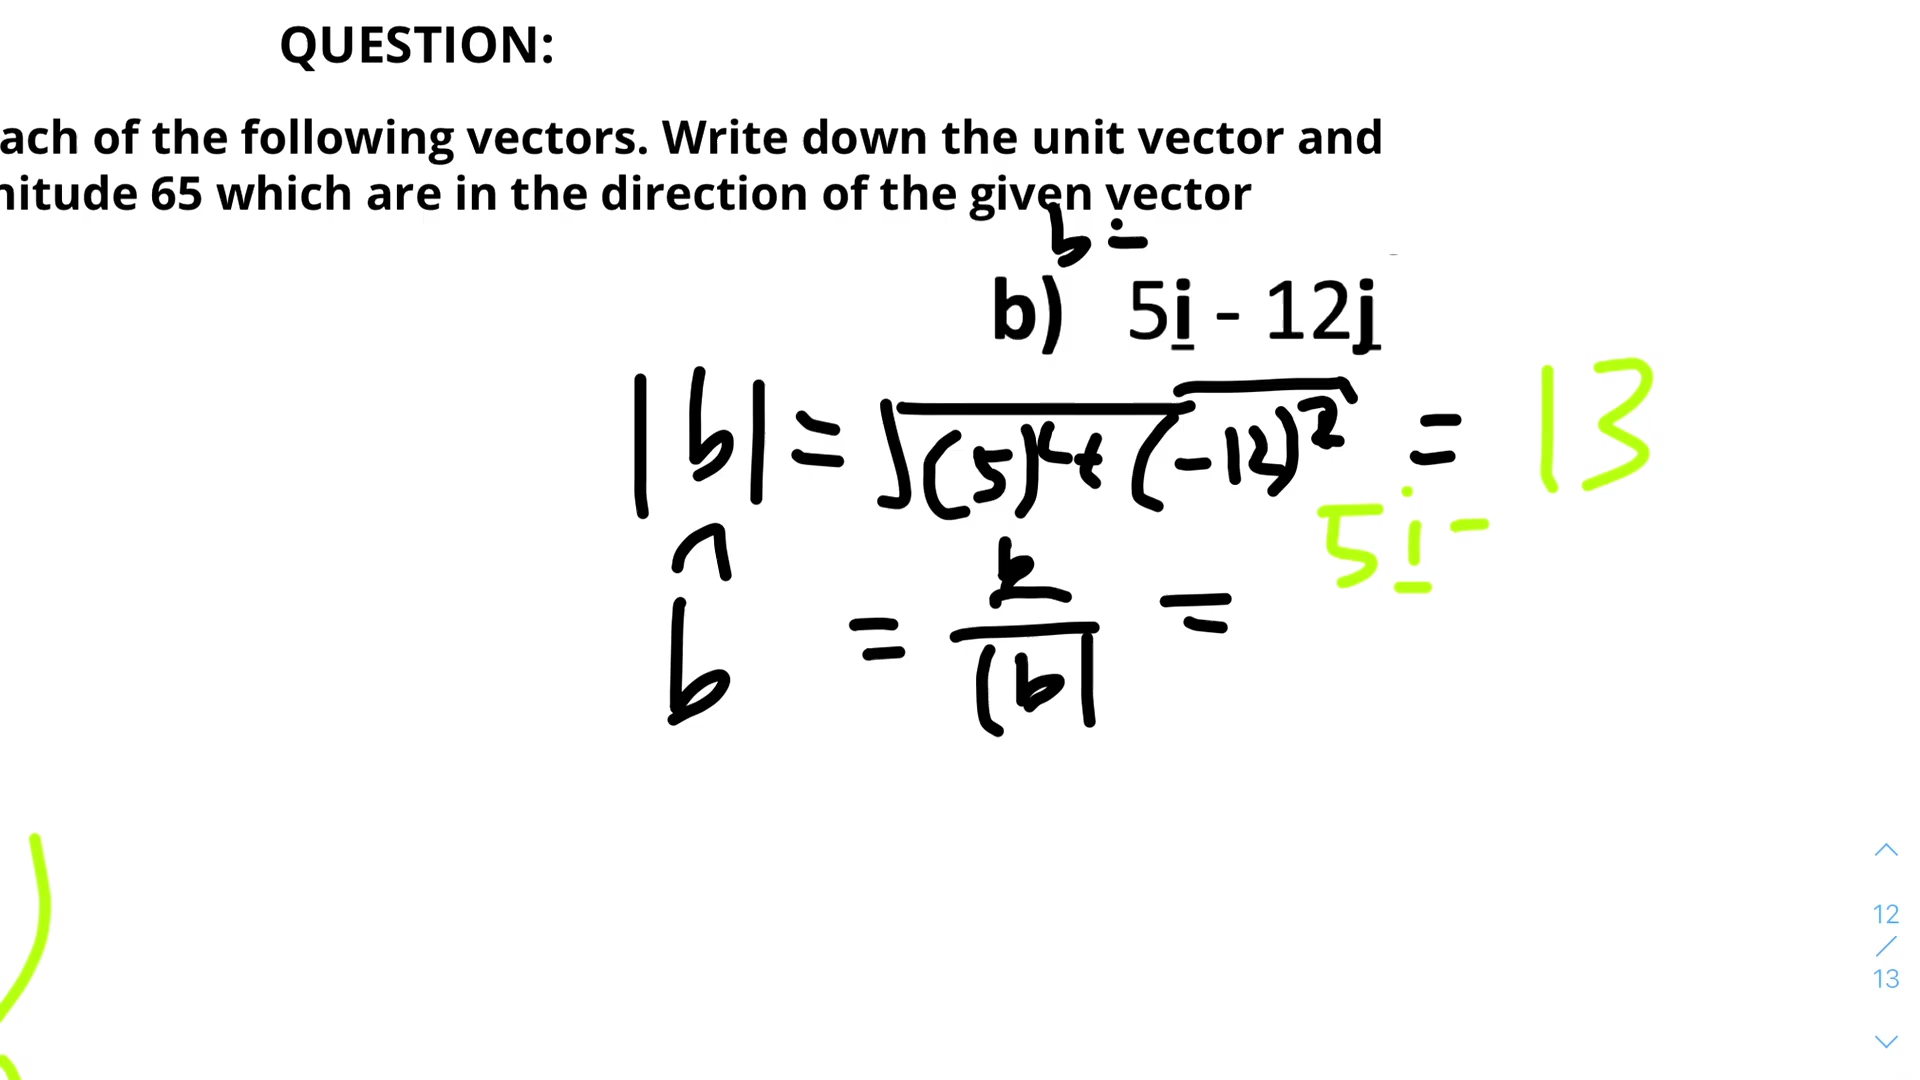 QUESTION:
ach of the following vectors. Write down the unit vector and
nitude 65 which are in the direction of the given vector
b =
b) 5i - 12j
|b| = √(5)² + (-12)² = 13
b̂ = b / |b| = 5i -
12
/
13